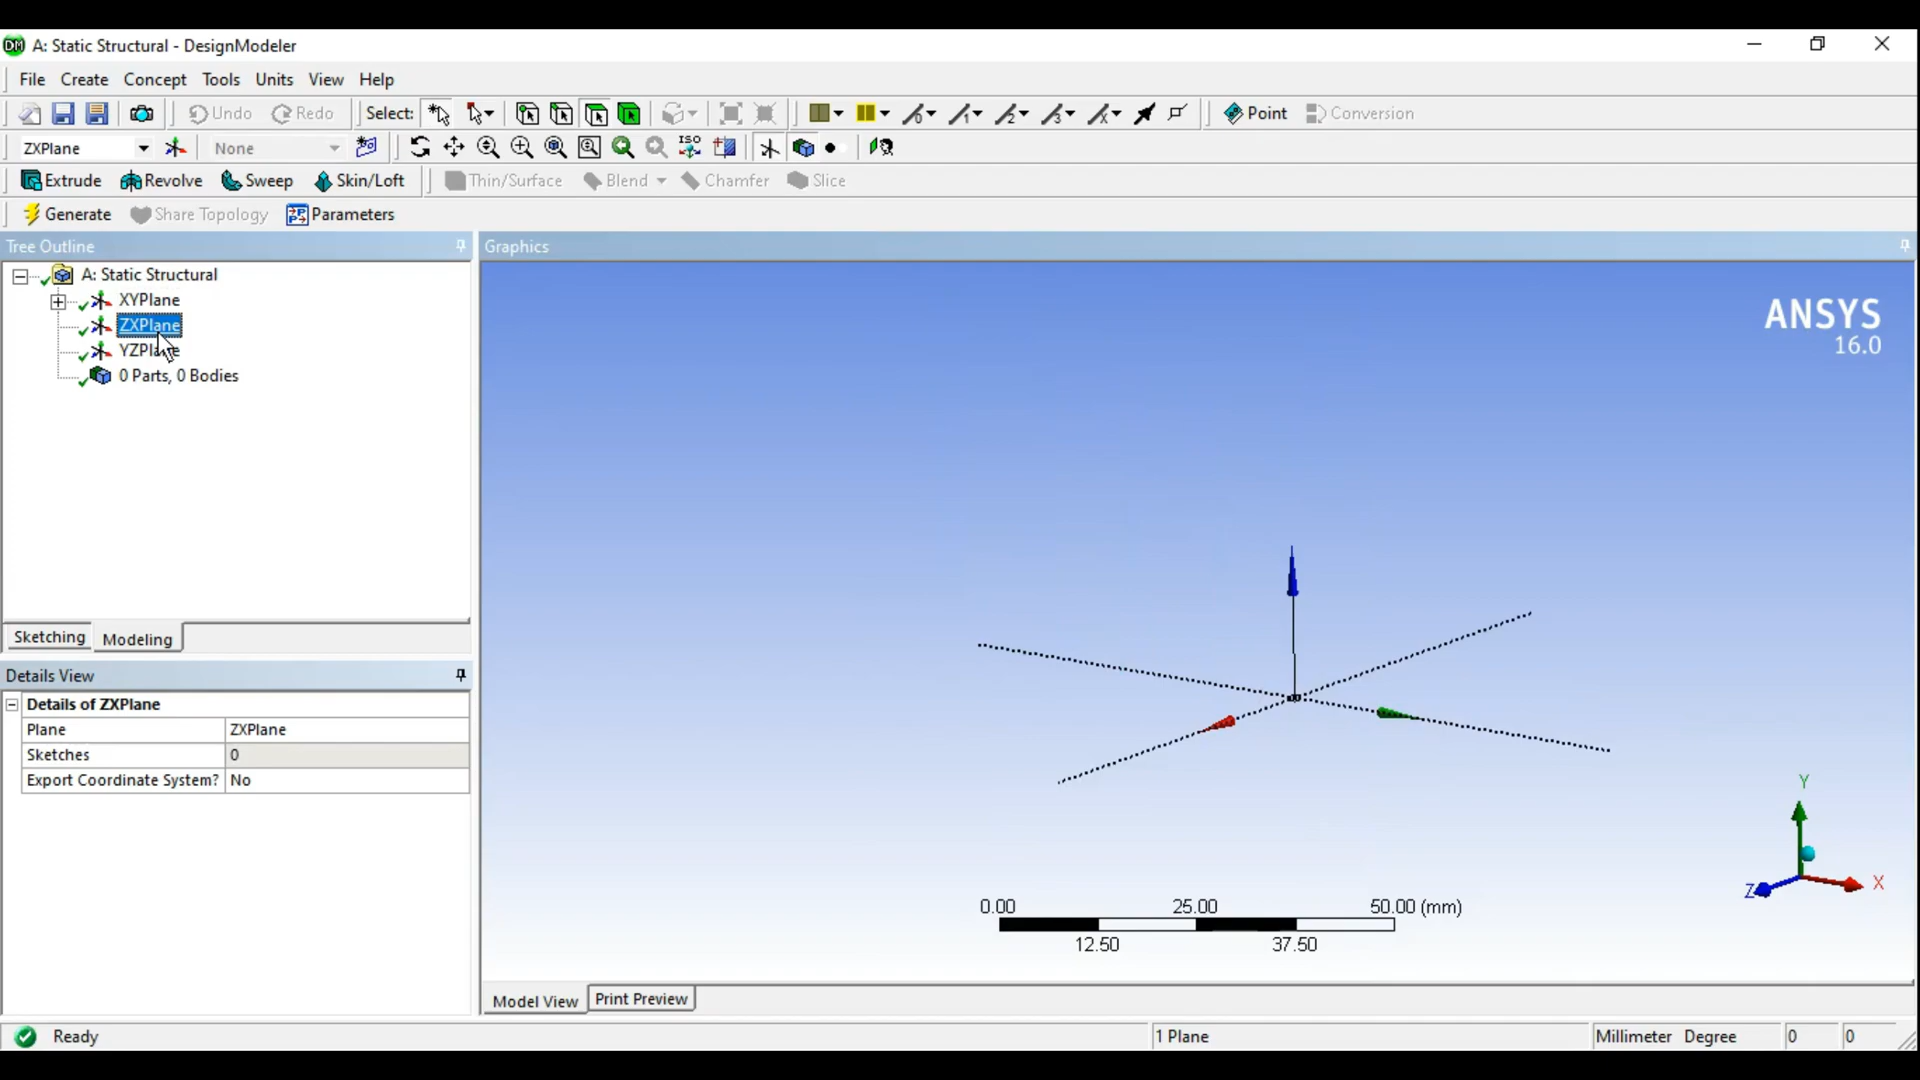 DM A: Static Structural - DesignModeler
File Create Concept Tools Units View Help
Undo Redo Select: Point Conversion
ZXPlane None ISO
Extrude Revolve Sweep Skin/Loft Thin/Surface Blend Chamfer Slice
Generate Share Topology Parameters
Tree Outline
A: Static Structural
XYPlane
ZXPlane
YZPlane
0 Parts, 0 Bodies
Sketching Modeling
Details View
Details of ZXPlane
Plane ZXPlane
Sketches 0
Export Coordinate System? No
Graphics
ANSYS
16.0
Y
Z X
0.00 25.00 50.00 (mm)
12.50 37.50
Model View Print Preview
Ready 1 Plane Millimeter Degree 0 0